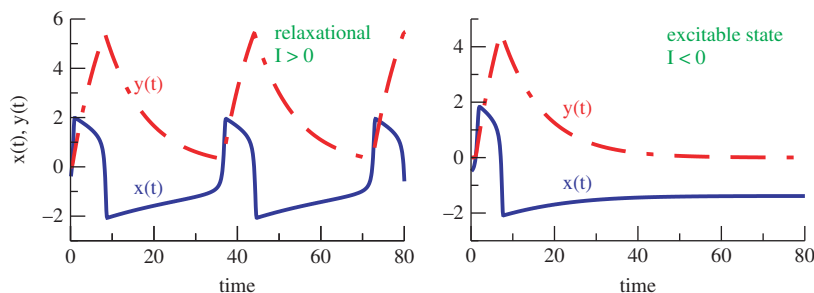 6
4
2
0
−2
x(t), y(t)
relaxational
I > 0
y(t)
x(t)
0 20 40 60 80
time
4
2
0
−2
excitable state
I < 0
y(t)
x(t)
0 20 40 60 80
time